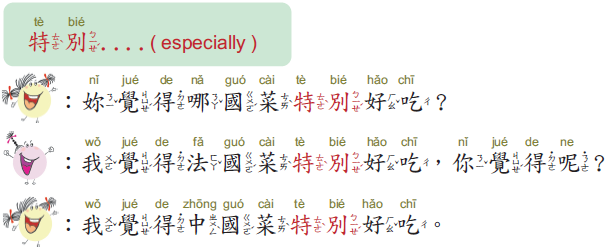 tè bié
特別....( especially )
nǐ jué de nǎ guó cài tè bié hǎo chī
：妳覺得哪國菜特別好吃？
wǒ jué de fǎ guó cài tè bié hǎo chī nǐ jué de ne
：我覺得法國菜特別好吃，你覺得呢？
wǒ jué de zhōng guó cài tè bié hǎo chī
：我覺得中國菜特別好吃。